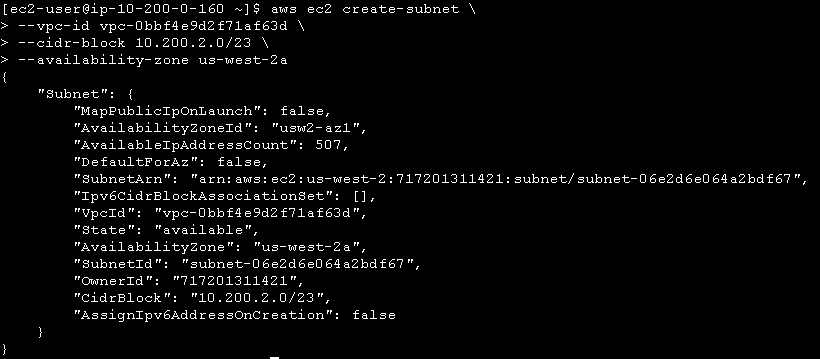 [ec2-user@ip-10-200-0-160 ~]$ aws ec2 create-subnet \
> --vpc-id vpc-0bbf4e9d2f71af63d \
> --cidr-block 10.200.2.0/23 \
> --availability-zone us-west-2a
{
    "Subnet": {
        "MapPublicIpOnLaunch": false,
        "AvailabilityZoneId": "usw2-az1",
        "AvailableIpAddressCount": 507,
        "DefaultForAz": false,
        "SubnetArn": "arn:aws:ec2:us-west-2:717201311421:subnet/subnet-06e2d6e064a2bdf67",
        "Ipv6CidrBlockAssociationSet": [],
        "VpcId": "vpc-0bbf4e9d2f71af63d",
        "State": "available",
        "AvailabilityZone": "us-west-2a",
        "SubnetId": "subnet-06e2d6e064a2bdf67",
        "OwnerId": "717201311421",
        "CidrBlock": "10.200.2.0/23",
        "AssignIpv6AddressOnCreation": false
    }
}